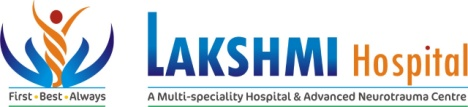 LAKSHMI Hospital
First • Best • Always
A Multi-speciality Hospital & Advanced Neurotrauma Centre